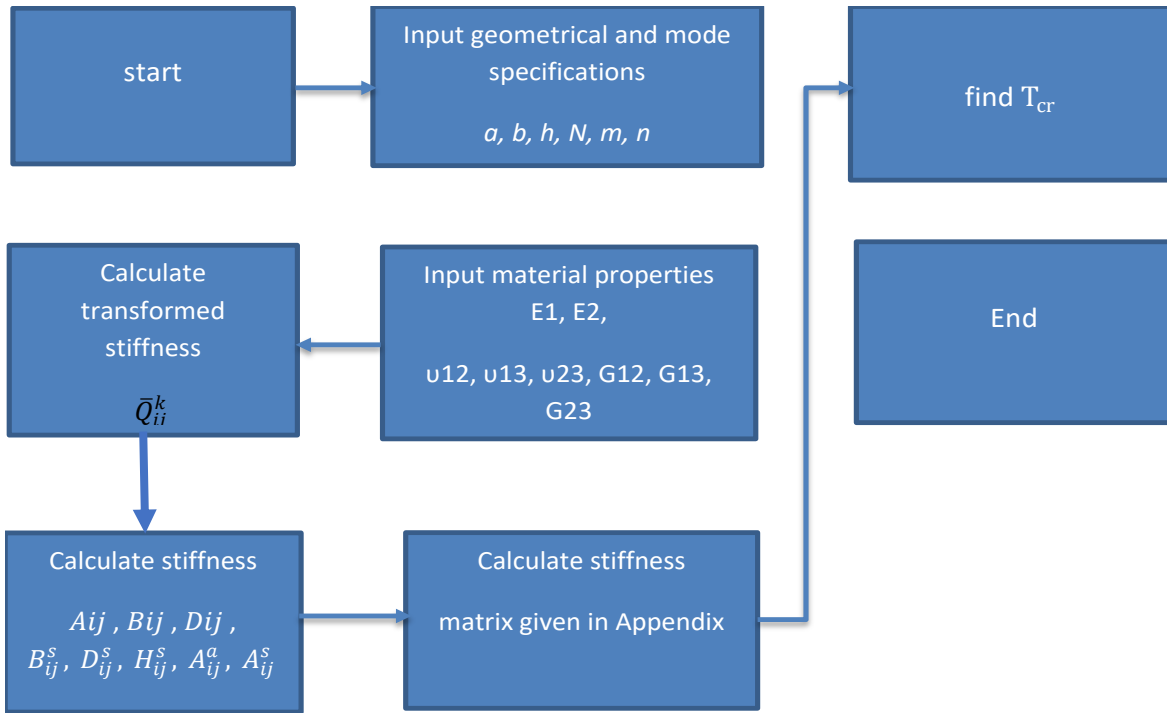 start
Input geometrical and mode
specifications
a, b, h, N, m, n
Input material properties
E1, E2,
υ12, υ13, υ23, G12, G13,
G23
Calculate
transformed
stiffness
Q̄ᵏᵢⱼ
Calculate stiffness
Aij , Bij , Dij ,
Bˢᵢⱼ, Dˢᵢⱼ, Hˢᵢⱼ, Aᵃᵢⱼ, Aˢᵢⱼ
Calculate stiffness
matrix given in Appendix
find T_cr
End